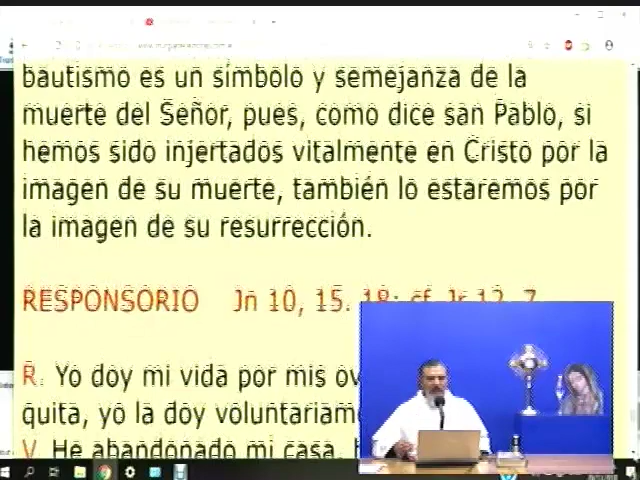 bautismo es un símbolo y semejanza de la
muerte del Señor, pues, como dice san Pablo, si
hemos sido injertados vitalmente en Cristo por la
imagen de su muerte, también lo estaremos por
la imagen de su resurrección.
RESPONSORIO Jn 10, 15. 18; cf. Jr 12, 7
R. Yo doy mi vida por mis ov
quita, yo la doy voluntariam
V. He abandonado mi casa,